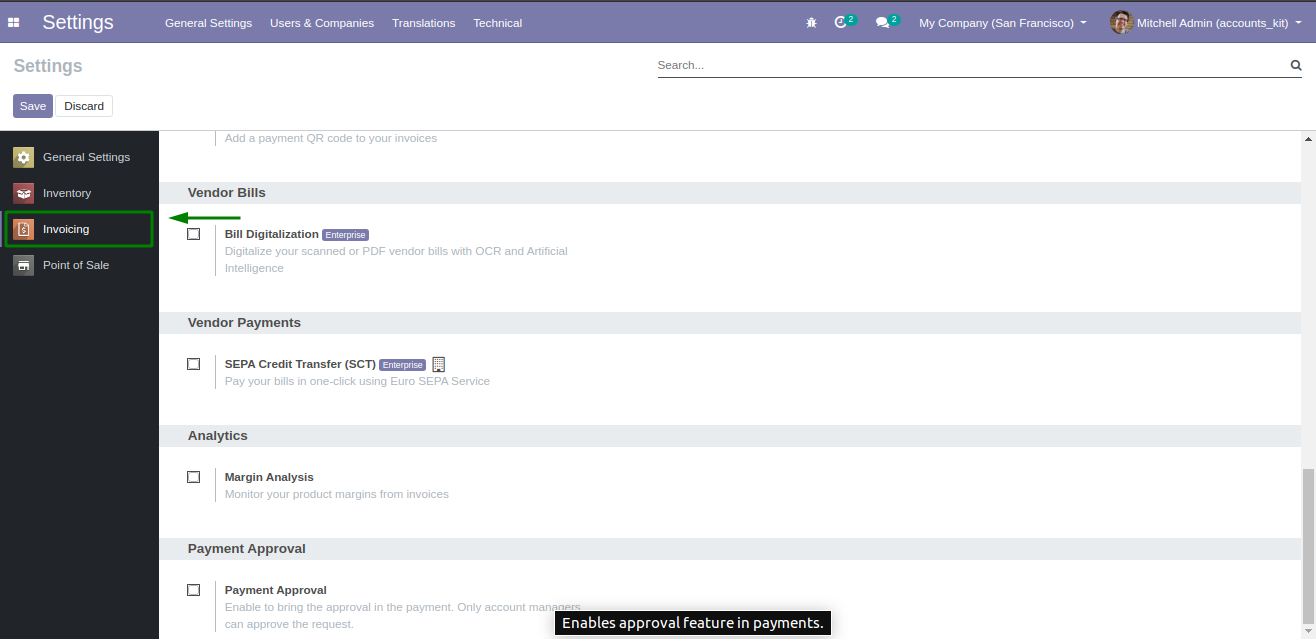 Settings General Settings Users & Companies Translations Technical 2 2 My Company (San Francisco) Mitchell Admin (accounts_kit)
Settings
Search...
Save Discard
General Settings
Inventory
Invoicing
Point of Sale
Add a payment QR code to your invoices
Vendor Bills
Bill Digitalization Enterprise
Digitalize your scanned or PDF vendor bills with OCR and Artificial
Intelligence
Vendor Payments
SEPA Credit Transfer (SCT) Enterprise
Pay your bills in one-click using Euro SEPA Service
Analytics
Margin Analysis
Monitor your product margins from invoices
Payment Approval
Payment Approval
Enable to bring the approval in the payment. Only account managers
can approve the request.
Enables approval feature in payments.